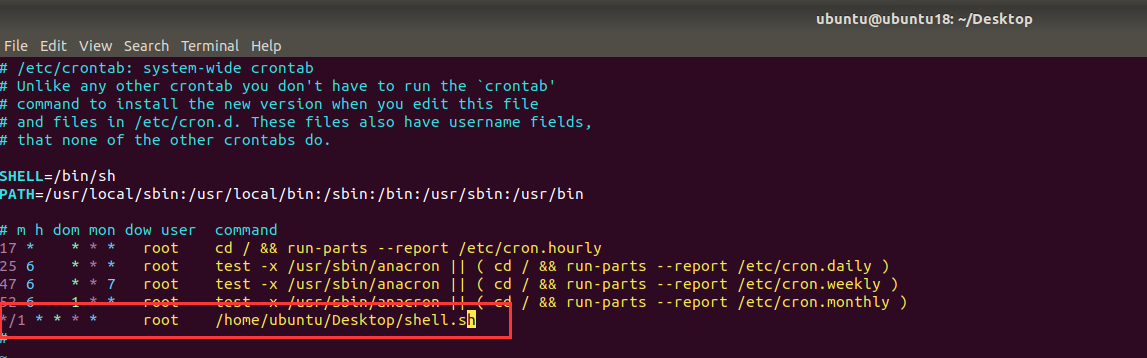 ubuntu@ubuntu18: ~/Desktop
File Edit View Search Terminal Help
# /etc/crontab: system-wide crontab
# Unlike any other crontab you don't have to run the `crontab'
# command to install the new version when you edit this file
# and files in /etc/cron.d. These files also have username fields,
# that none of the other crontabs do.
SHELL=/bin/sh
PATH=/usr/local/sbin:/usr/local/bin:/sbin:/bin:/usr/sbin:/usr/bin
# m h dom mon dow user  command
17 *    * * *   root    cd / && run-parts --report /etc/cron.hourly
25 6    * * *   root    test -x /usr/sbin/anacron || ( cd / && run-parts --report /etc/cron.daily )
47 6    * * 7   root    test -x /usr/sbin/anacron || ( cd / && run-parts --report /etc/cron.weekly )
52 6    1 * *   root    test -x /usr/sbin/anacron || ( cd / && run-parts --report /etc/cron.monthly )
*/1 * * * *     root    /home/ubuntu/Desktop/shell.sh
#
~